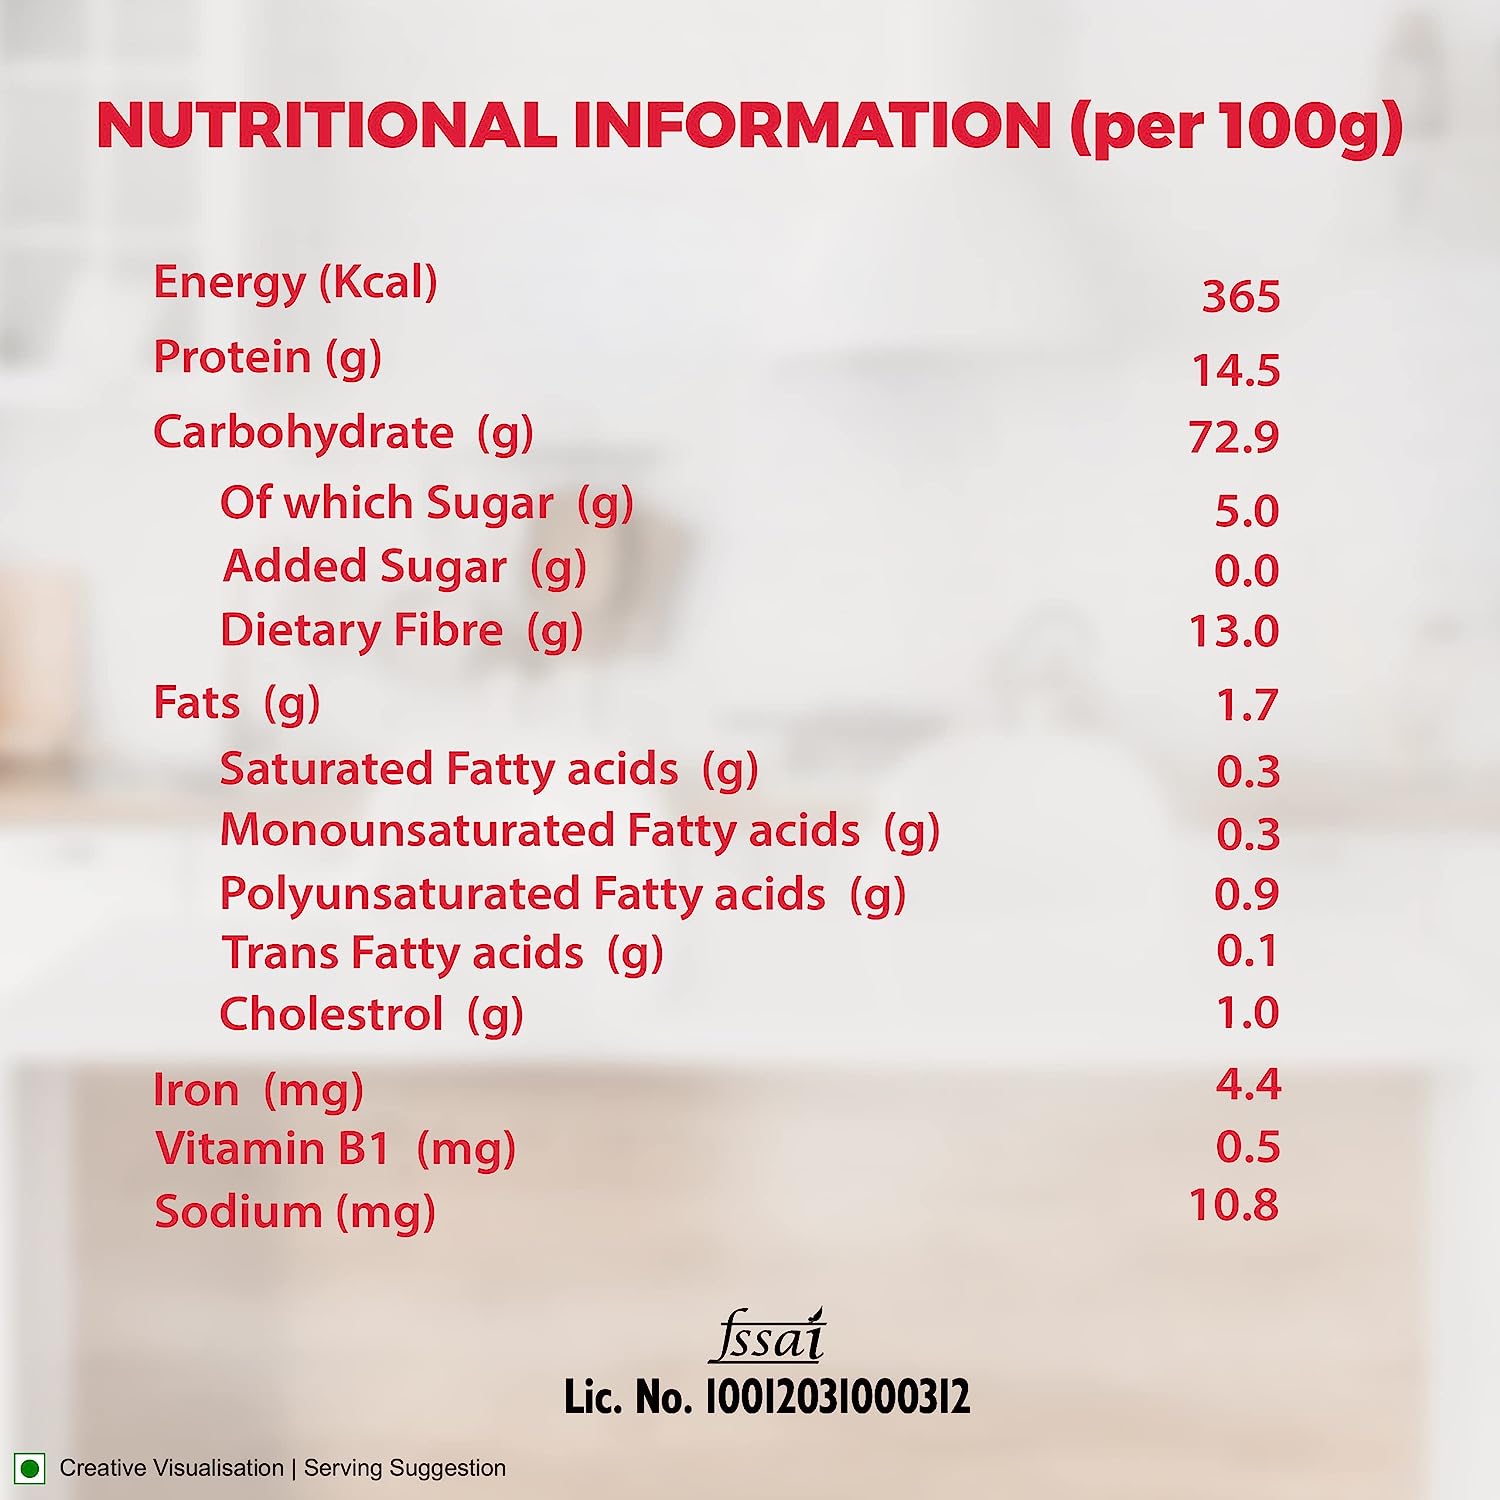 NUTRITIONAL INFORMATION (per 100g)
Energy (Kcal) 365
Protein (g) 14.5
Carbohydrate (g) 72.9
Of which Sugar (g) 5.0
Added Sugar (g) 0.0
Dietary Fibre (g) 13.0
Fats (g) 1.7
Saturated Fatty acids (g) 0.3
Monounsaturated Fatty acids (g) 0.3
Polyunsaturated Fatty acids (g) 0.9
Trans Fatty acids (g) 0.1
Cholestrol (g) 1.0
Iron (mg) 4.4
Vitamin B1 (mg) 0.5
Sodium (mg) 10.8
fssai
Lic. No. 10012031000312
Creative Visualisation | Serving Suggestion